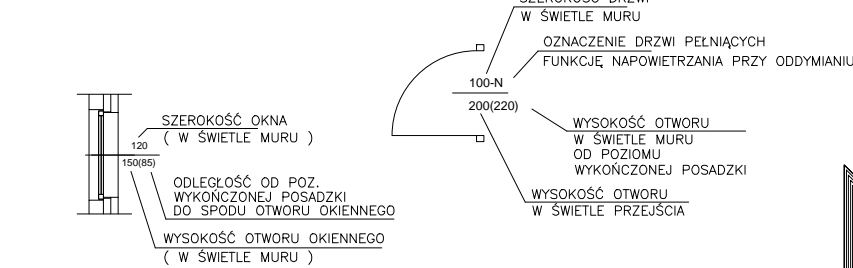 SZEROKOŚĆ DRZWI
W ŚWIETLE MURU
OZNACZENIE DRZWI PEŁNIĄCYCH
FUNKCJĘ NAPOWIETRZANIA PRZY ODDYMIANIU
100-N
200(220)
WYSOKOŚĆ OTWORU
W ŚWIETLE MURU
OD POZIOMU
WYKOŃCZONEJ POSADZKI
WYSOKOŚĆ OTWORU
W ŚWIETLE PRZEJŚCIA
SZEROKOŚĆ OKNA
( W ŚWIETLE MURU )
120
150(85)
ODLEGŁOŚĆ OD POZ.
WYKOŃCZONEJ POSADZKI
DO SPODU OTWORU OKIENNEGO
WYSOKOŚĆ OTWORU OKIENNEGO
( W ŚWIETLE MURU )